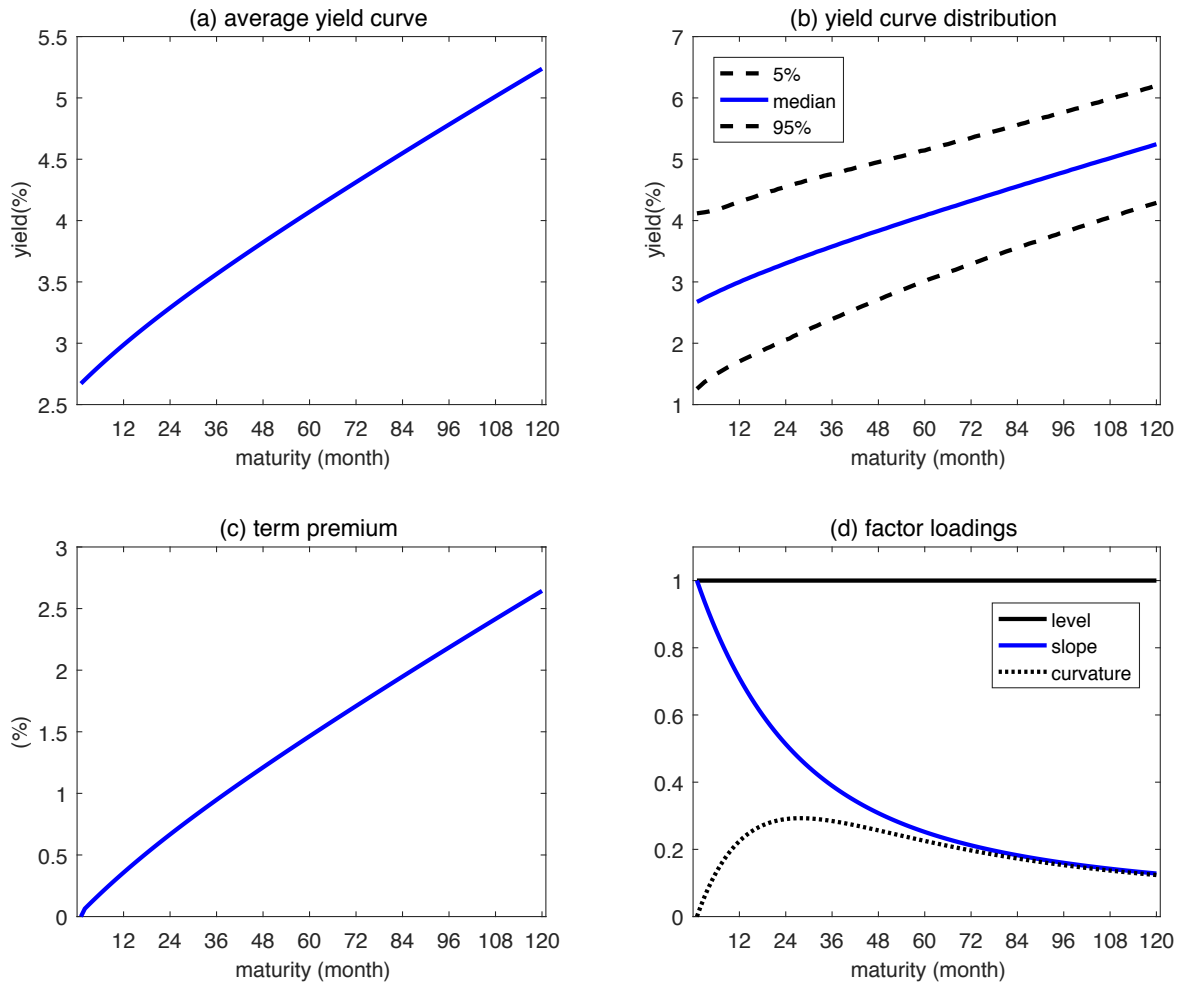 (a) average yield curve
5.5
5
4.5
4
3.5
3
2.5
yield(%)
12 24 36 48 60 72 84 96 108 120
maturity (month)
(b) yield curve distribution
7
6
5
4
3
2
1
yield(%)
5%
median
95%
12 24 36 48 60 72 84 96 108 120
maturity (month)
(c) term premium
3
2.5
2
1.5
1
0.5
0
(%)
12 24 36 48 60 72 84 96 108 120
maturity (month)
(d) factor loadings
1
0.8
0.6
0.4
0.2
0
level
slope
curvature
12 24 36 48 60 72 84 96 108 120
maturity (month)